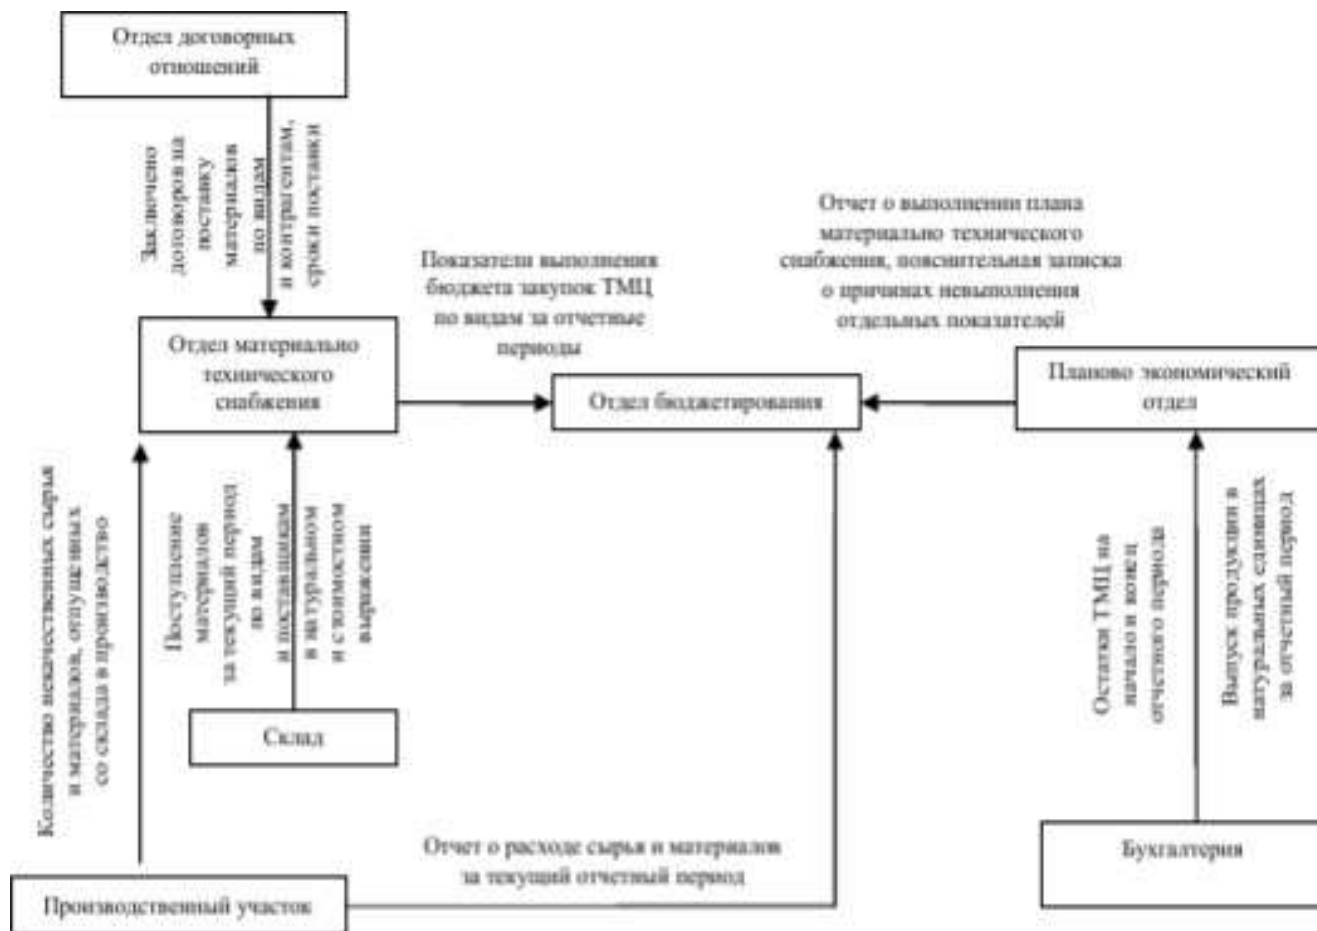 Отдел договорных
отношений
Заключено
договоров на
поставку
материалов
по видам
и контрагентам,
сроки поставки
Отчет о выполнении плана
материально технического
снабжения, пояснительная записка
о причинах невыполнения
отдельных показателей
Показатели выполнения
бюджета закупок ТМЦ
по видам за отчетные
периоды
Отдел материально
технического
снабжения
Отдел бюджетирования
Планово экономический
отдел
Количество некачественных сырья
и материалов, отпущенных
со склада в производство
Поступление
материалов
за текущий период
по видам
и поставщикам
в натуральном
и стоимостном
выражении
Остатки ТМЦ на
начало и конец
отчетного периода
Выпуск продукции в
натуральных единицах
за отчетный период
Склад
Отчет о расходе сырья и материалов
за текущий отчетный период
Бухгалтерия
Производственный участок